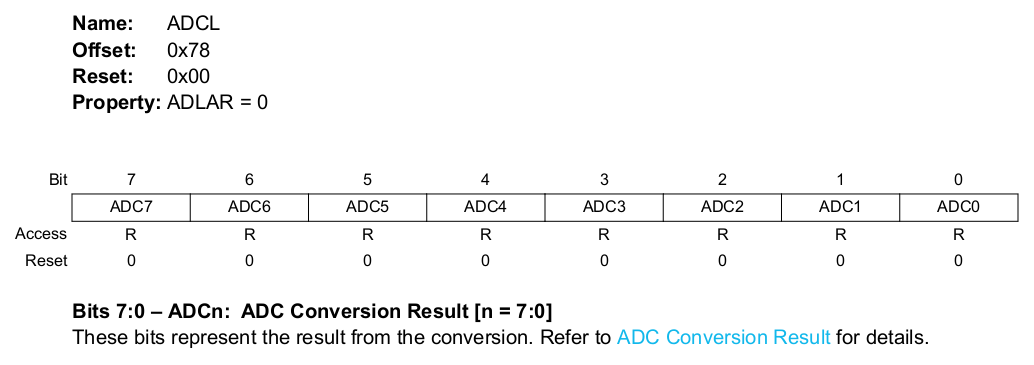 Name: ADCL
Offset: 0x78
Reset: 0x00
Property: ADLAR = 0
Bit 7 6 5 4 3 2 1 0
ADC7 ADC6 ADC5 ADC4 ADC3 ADC2 ADC1 ADC0
Access R R R R R R R R
Reset 0 0 0 0 0 0 0 0
Bits 7:0 – ADCn: ADC Conversion Result [n = 7:0]
These bits represent the result from the conversion. Refer to ADC Conversion Result for details.